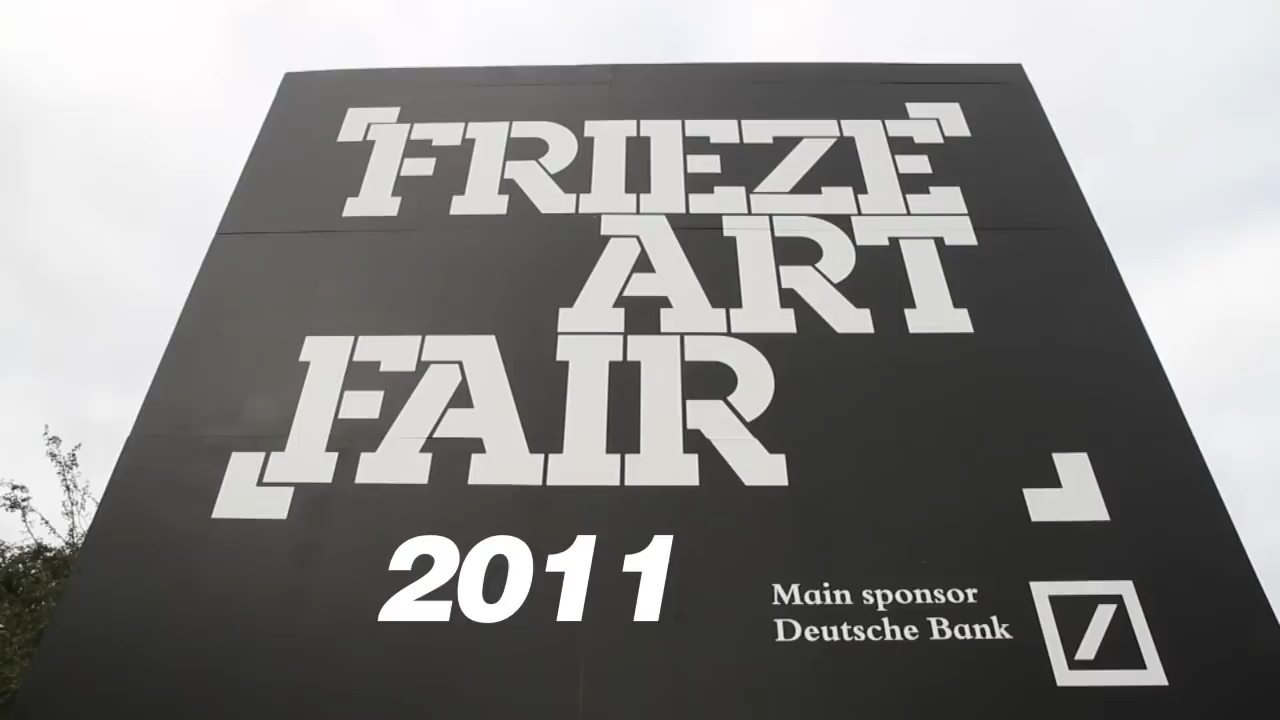 FRIEZE
ART
FAIR
2011
Main sponsor
Deutsche Bank